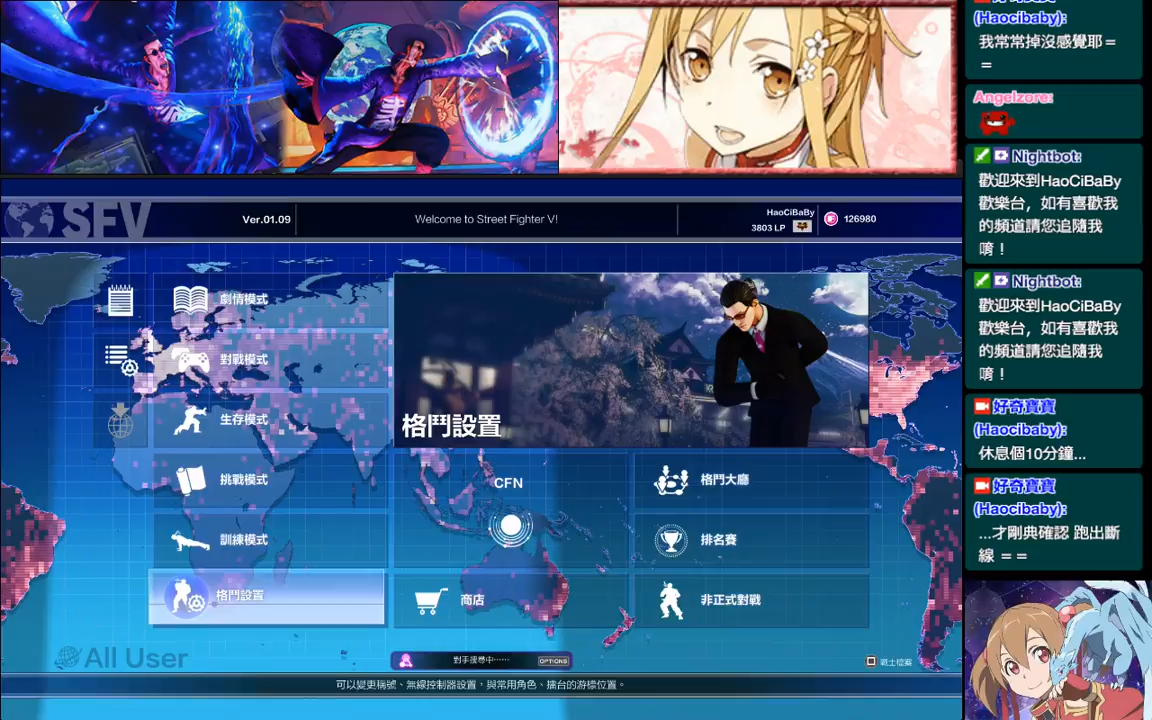 SFV
Ver.01.09
Welcome to Street Fighter V!
HaoCiBaBy
3803 LP
126980
劇情模式
對戰模式
生存模式
挑戰模式
訓練模式
格鬥設置
格鬥設置
CFN
商店
格鬥大廳
排名賽
非正式對戰
All User
對手搜尋中……
OPTIONS
戰士檔案
可以變更稱號、無線控制器設置，與常用角色、擂台的游標位置。
(Haocibaby):
我常常掉沒感覺耶＝
＝
Angelzore:
Nightbot:
歡迎來到HaoCiBaBy
歡樂台，如有喜歡我
的頻道請您追隨我
唷！
Nightbot:
歡迎來到HaoCiBaBy
歡樂台，如有喜歡我
的頻道請您追隨我
唷！
好奇寶寶
(Haocibaby):
休息個10分鐘...
好奇寶寶
(Haocibaby):
...才剛典確認 跑出斷
線 = =